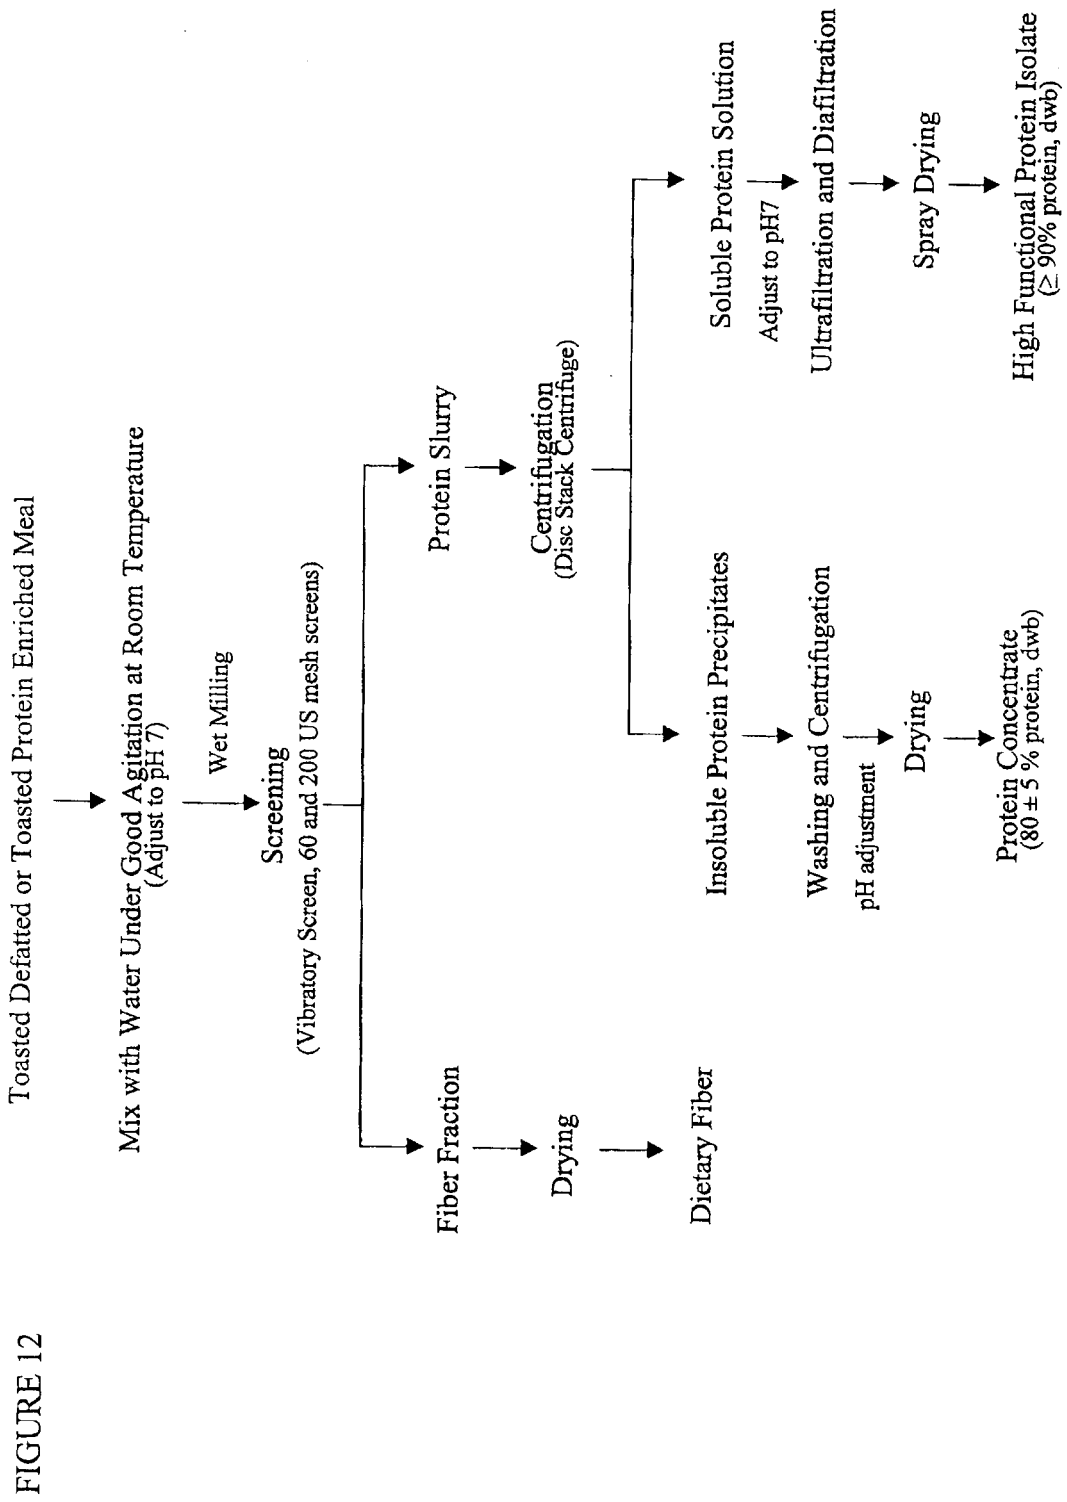 FIGURE 12
Toasted Defatted or Toasted Protein Enriched Meal
Mix with Water Under Good Agitation at Room Temperature
(Adjust to pH 7)
Wet Milling
Screening
(Vibratory Screen, 60 and 200 US mesh screens)
Fiber Fraction
Drying
Dietary Fiber
Protein Slurry
Centrifugation
(Disc Stack Centrifuge)
Insoluble Protein Precipitates
Washing and Centrifugation
pH adjustment
Drying
Protein Concentrate
(80 ± 5 % protein, dwb)
Soluble Protein Solution
Adjust to pH7
Ultrafiltration and Diafiltration
Spray Drying
High Functional Protein Isolate
(≥ 90% protein, dwb)